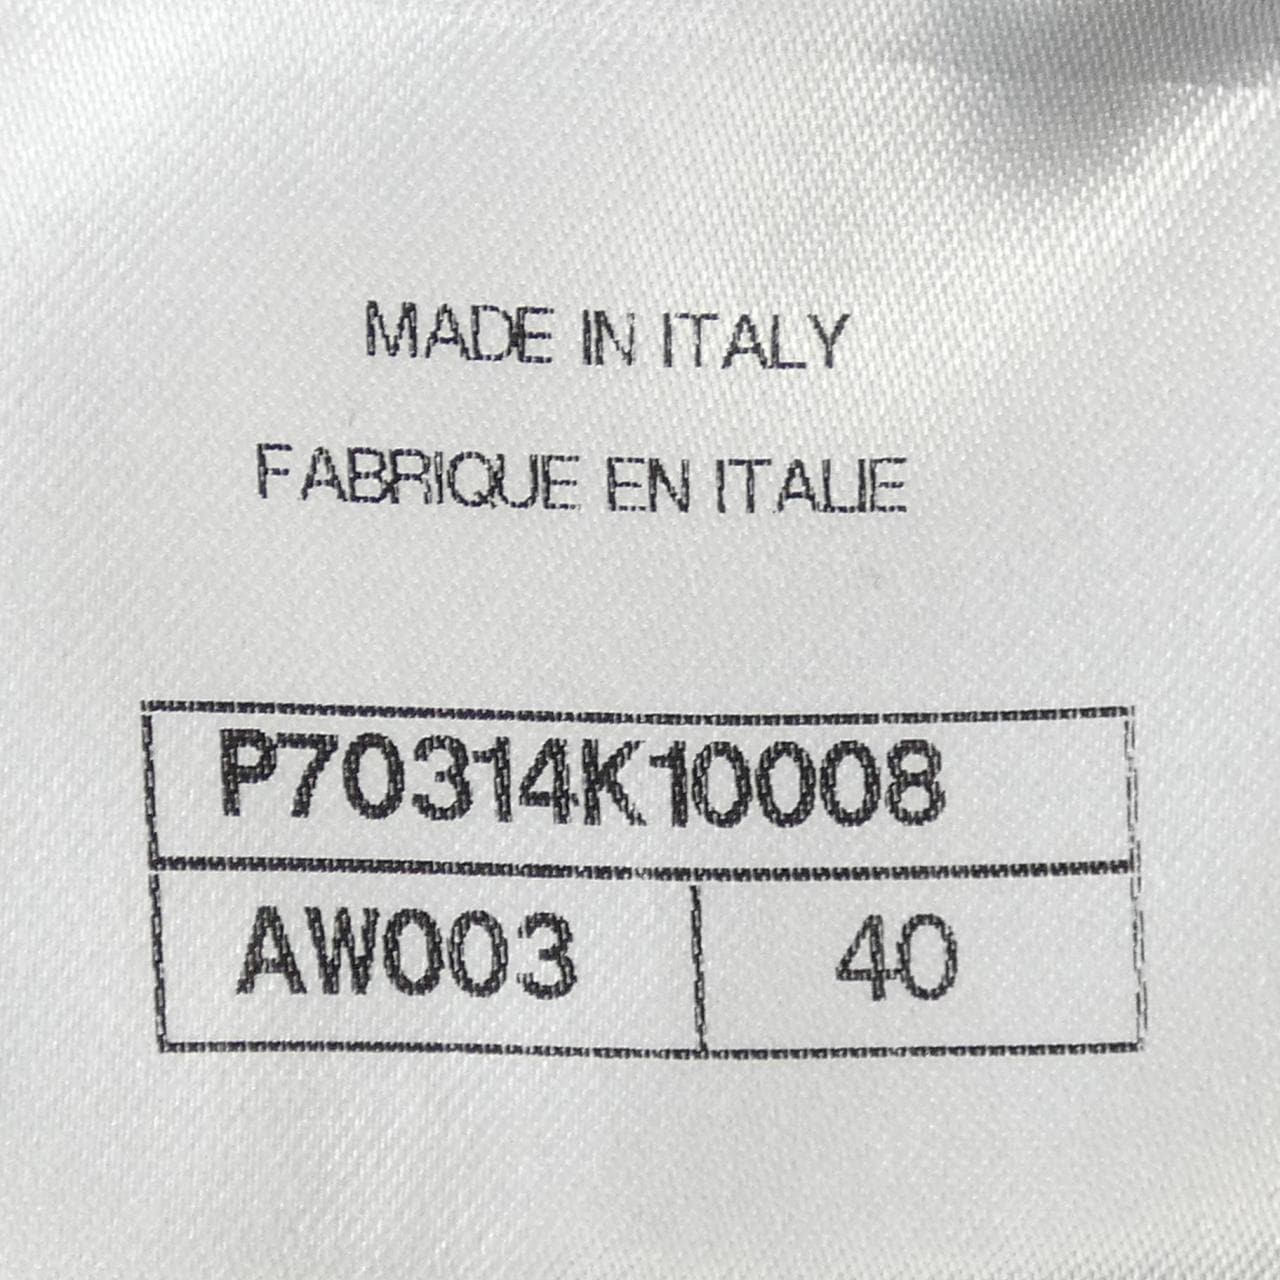 MADE IN ITALY
FABRIQUE EN ITALIE
P70314K10008
AW003 40